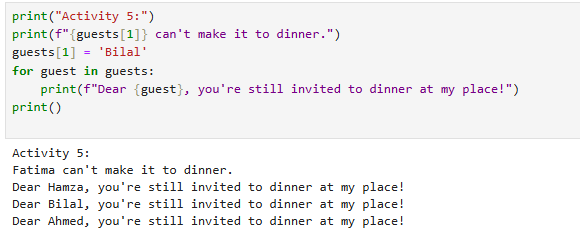 print("Activity 5:")
print(f"{guests[1]} can't make it to dinner.")
guests[1] = 'Bilal'
for guest in guests:
    print(f"Dear {guest}, you're still invited to dinner at my place!")
print()
Activity 5:
Fatima can't make it to dinner.
Dear Hamza, you're still invited to dinner at my place!
Dear Bilal, you're still invited to dinner at my place!
Dear Ahmed, you're still invited to dinner at my place!